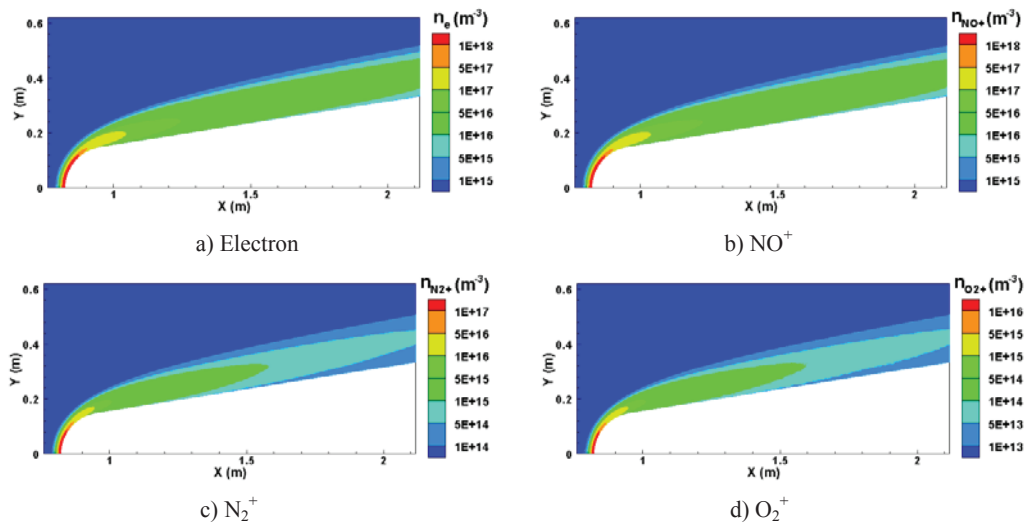 0.6
0.4
0.2
0
Y (m)
1
1.5
2
X (m)
nₑ (m⁻³)
1E+18
5E+17
1E+17
5E+16
1E+16
5E+15
1E+15
a) Electron
0.6
0.4
0.2
0
Y (m)
1
1.5
2
X (m)
n_NO+ (m⁻³)
1E+18
5E+17
1E+17
5E+16
1E+16
5E+15
1E+15
b) NO⁺
0.6
0.4
0.2
0
Y (m)
1
1.5
2
X (m)
n_N2+ (m⁻³)
1E+17
5E+16
1E+16
5E+15
1E+15
5E+14
1E+14
c) N₂⁺
0.6
0.4
0.2
0
Y (m)
1
1.5
2
X (m)
n_O2+ (m⁻³)
1E+16
5E+15
1E+15
5E+14
1E+14
5E+13
1E+13
d) O₂⁺